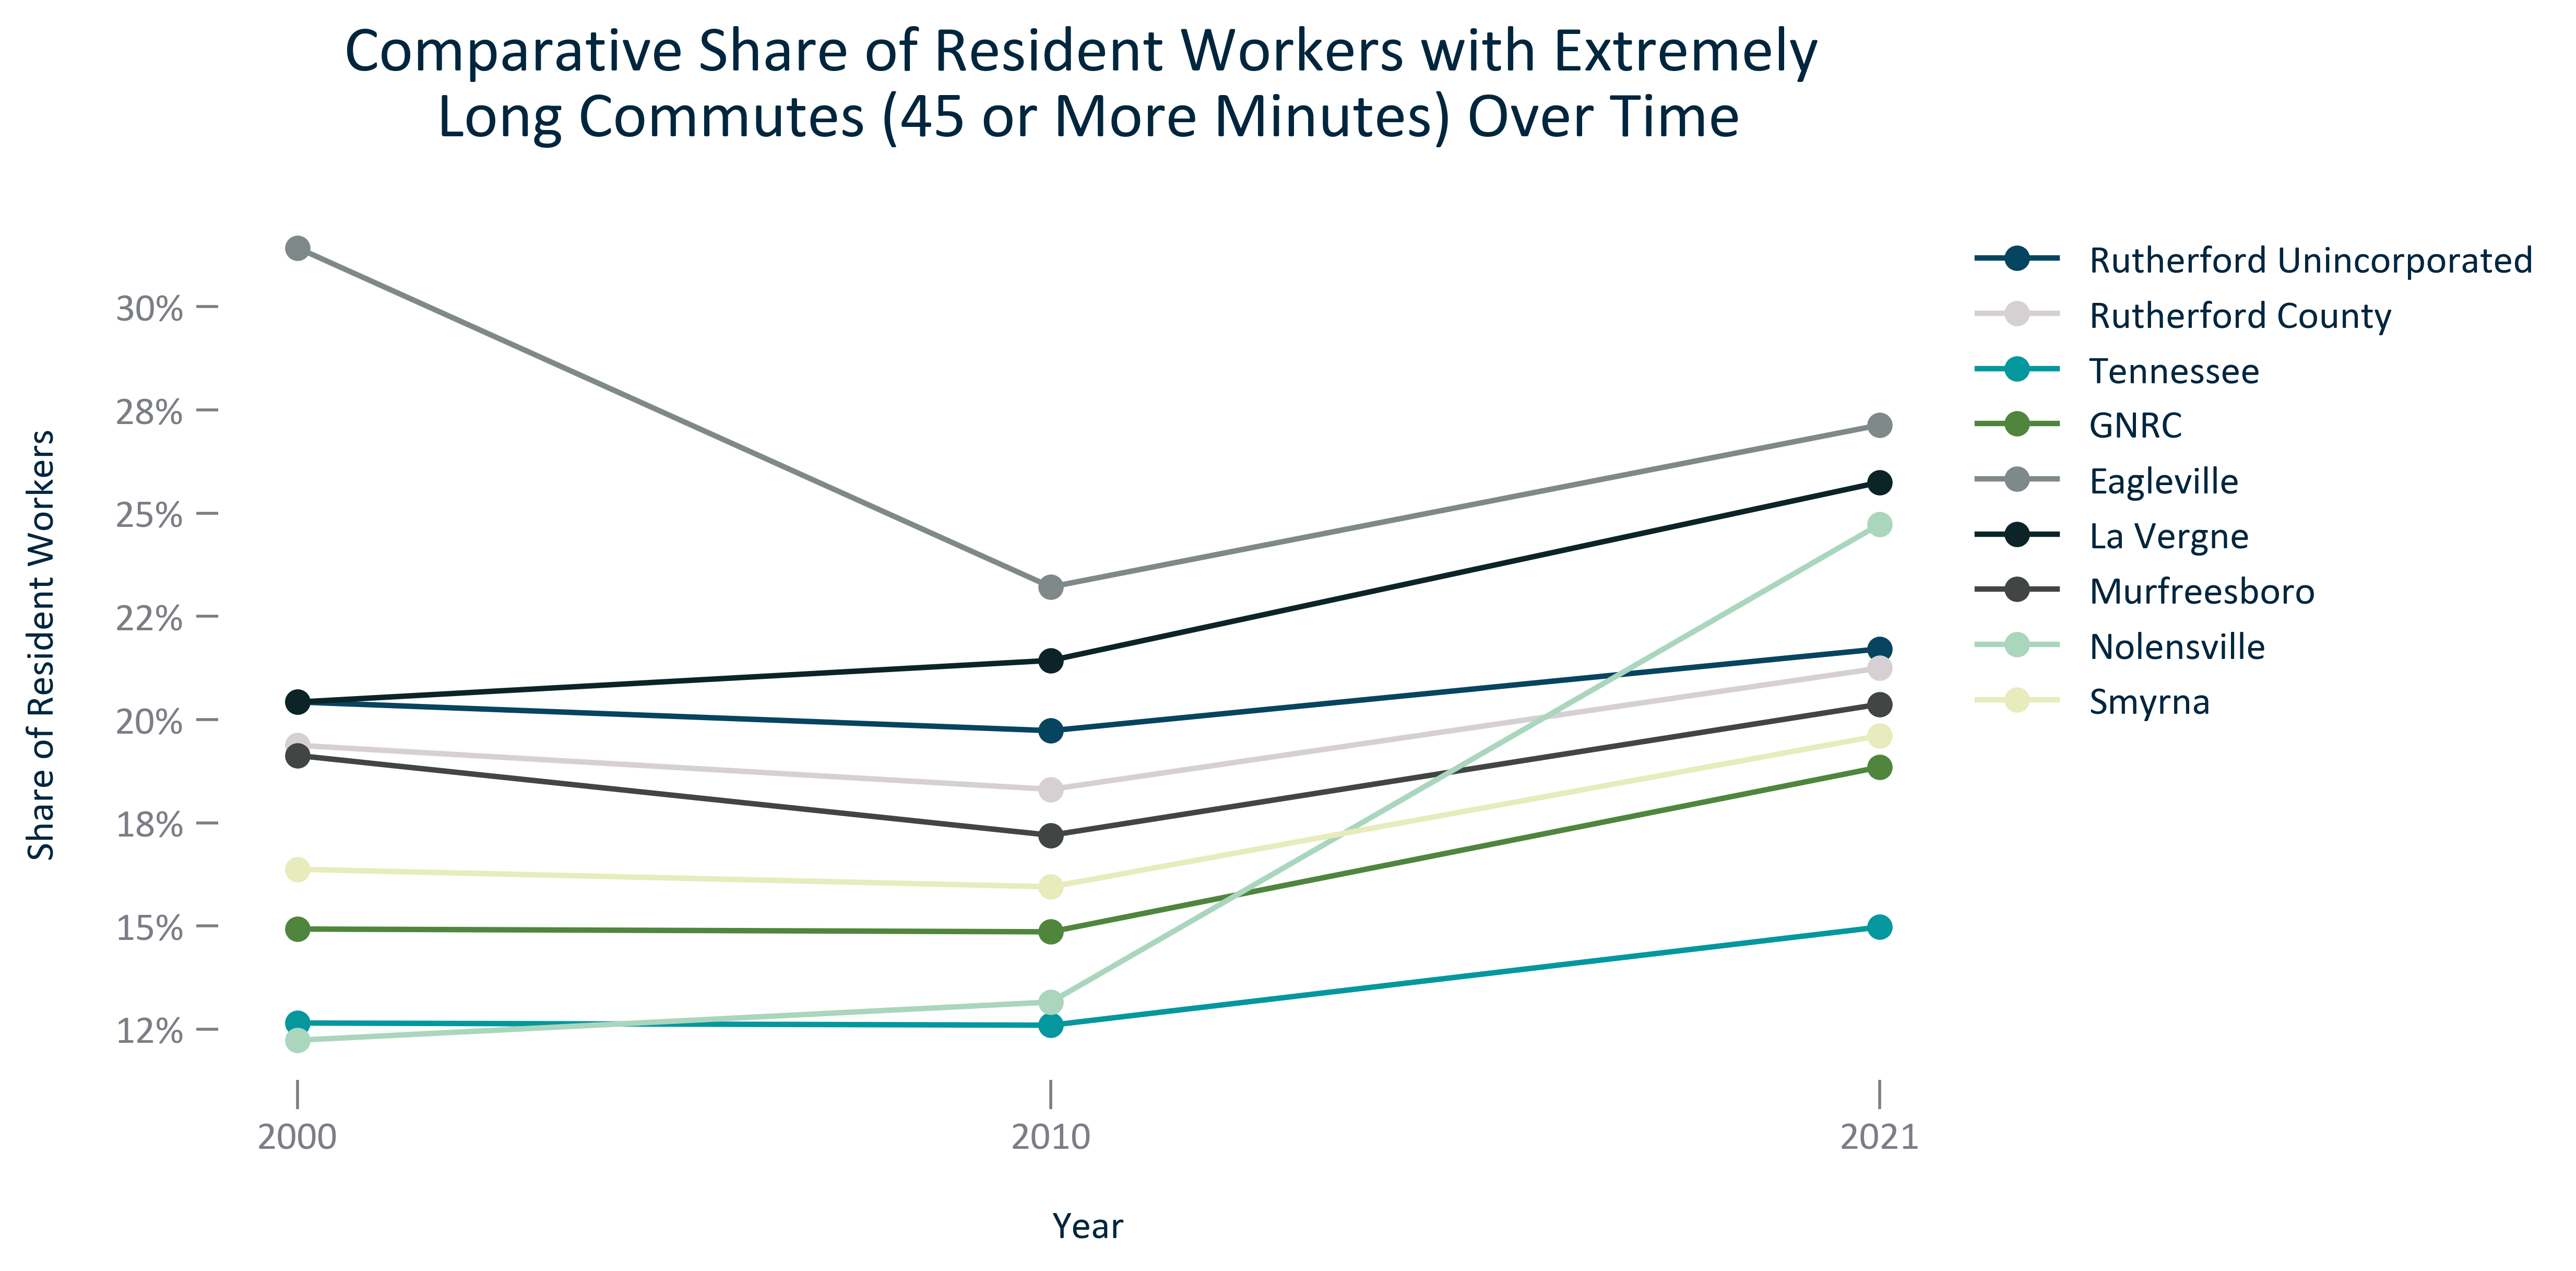 Comparative Share of Resident Workers with Extremely
Long Commutes (45 or More Minutes) Over Time
Share of Resident Workers
30%
28%
25%
22%
20%
18%
15%
12%
2000
2010
2021
Year
Rutherford Unincorporated
Rutherford County
Tennessee
GNRC
Eagleville
La Vergne
Murfreesboro
Nolensville
Smyrna